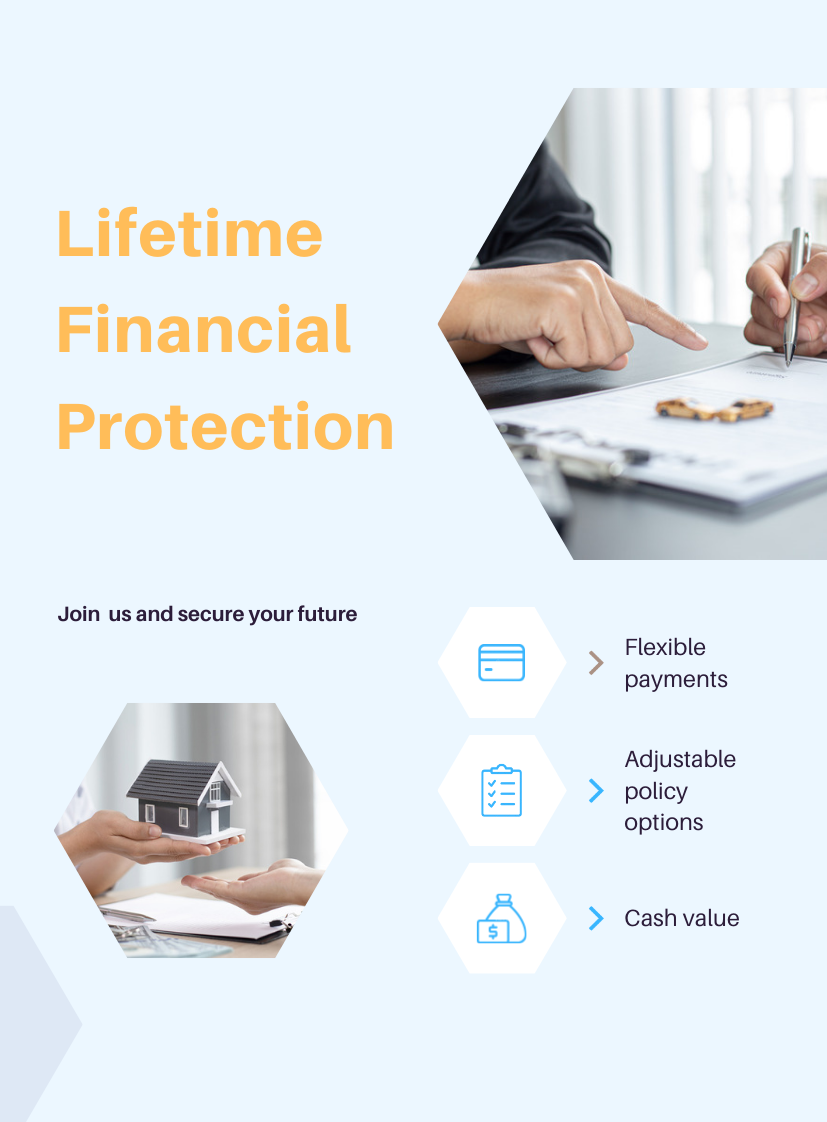 Lifetime
Financial
Protection
Join  us and secure your future
Flexible
payments
Adjustable
policy
options
Cash value
$